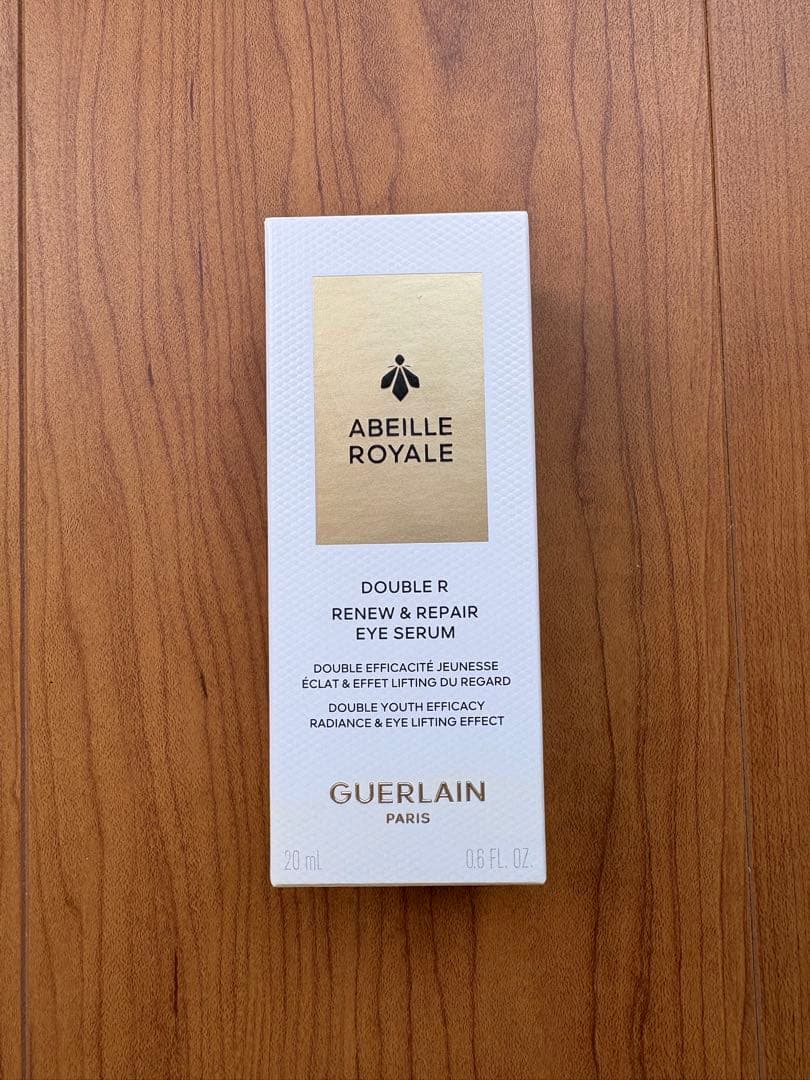 ABEILLE
ROYALE
DOUBLE R
RENEW & REPAIR
EYE SERUM
DOUBLE EFFICACITÉ JEUNESSE
ÉCLAT & EFFET LIFTING DU REGARD
DOUBLE YOUTH EFFICACY
RADIANCE & EYE LIFTING EFFECT
GUERLAIN
PARIS
20 mL 0.6 FL. OZ.